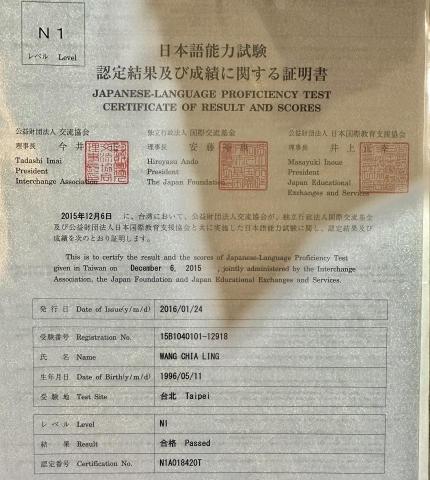 N1
レベル Level
日本語能力試験
認定結果及び成績に関する証明書
JAPANESE-LANGUAGE PROFICIENCY TEST
CERTIFICATE OF RESULT AND SCORES
公益財団法人 交流協会
理事長 今井
Tadashi Imai
President
Interchange Association
独立行政法人 国際交流基金
理事長 安藤
Hiroyasu Ando
President
The Japan Foundation
公益財団法人 日本国際教育支援協会
理事長 井上正幸
Masayuki Inoue
President
Japan Educational
Exchanges and Services
2015年12月6日 に、台湾において、公益財団法人交流協会が、独立行政法人国際交流基金
及び公益財団法人日本国際教育支援協会と共に実施した日本語能力試験に関し、認定結果及び
成績を次のとおり証明します。
This is to certify the result and the scores of Japanese-Language Proficiency Test
given in Taiwan on December 6, 2015 , jointly administered by the Interchange
Association, the Japan Foundation and Japan Educational Exchanges and Services.
発行日 Date of Issue(y/m/d) 2016/01/24
受験番号 Registration No. 15B1040101-12918
氏名 Name WANG CHIA LING
生年月日 Date of Birth(y/m/d) 1996/05/11
受験地 Test Site 台北 Taipei
レベル Level N1
結果 Result 合格 Passed
認定番号 Certification No. N1A018420T